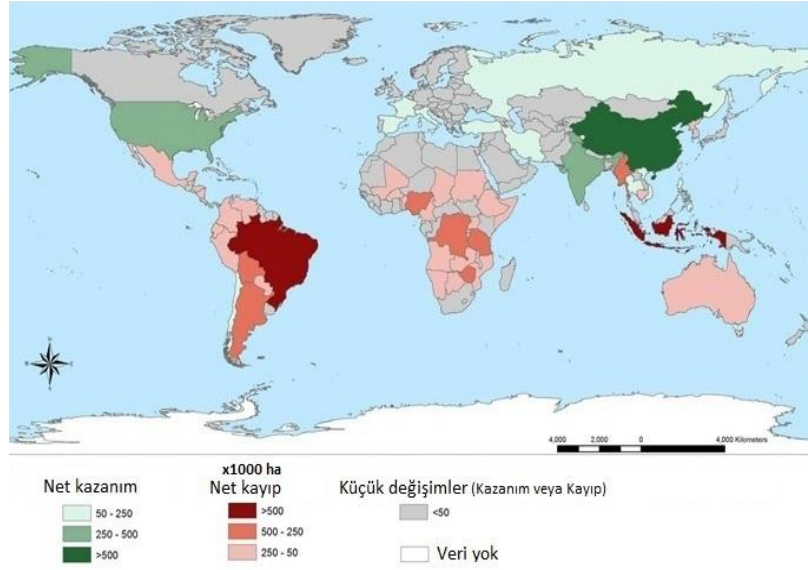 4,000 2,000 0 4,000 Kilometers
x1000 ha
Net kazanım
Net kayıp
Küçük değişimler (Kazanım veya Kayıp)
50 - 250
>500
<50
250 - 500
500 - 250
>500
250 - 50
Veri yok